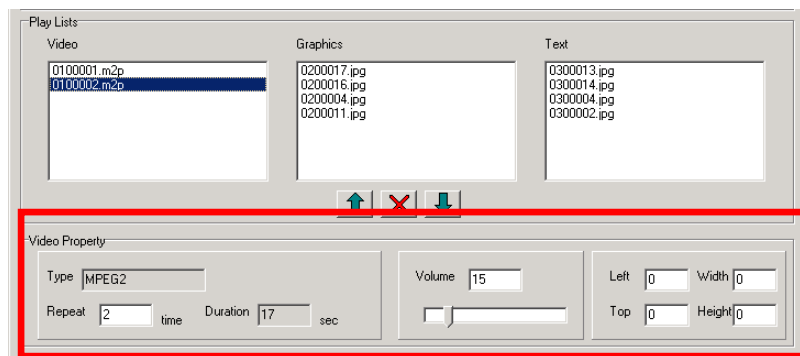 Play Lists
Video Graphics Text
0100001.m2p
0100002.m2p
0200017.jpg
0200016.jpg
0200004.jpg
0200011.jpg
0300013.jpg
0300014.jpg
0300004.jpg
0300002.jpg
Video Property
Type MPEG2
Repeat 2 time Duration 17 sec
Volume 15
Left 0 Width 0
Top 0 Height 0